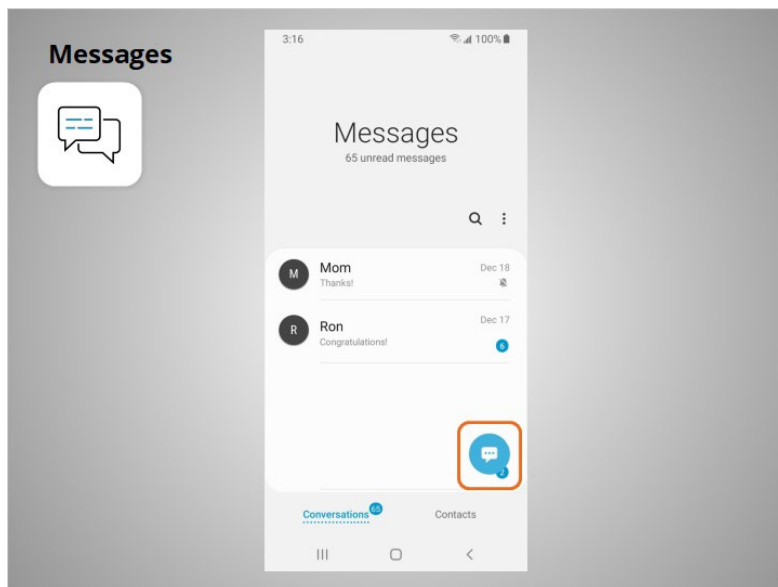 Messages
3:16 100%
Messages
65 unread messages
M Mom Dec 18
Thanks!
R Ron Dec 17
Congratulations! 6
2
Conversations 65 Contacts